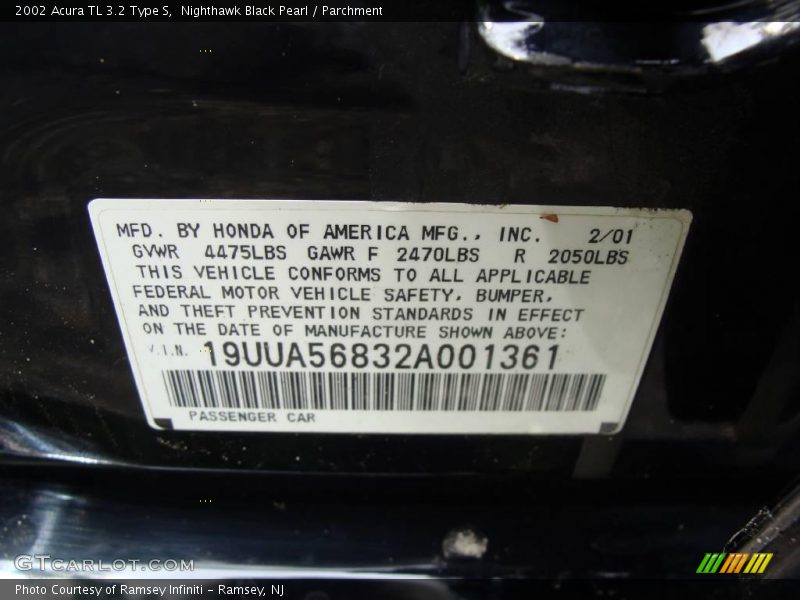 2002 Acura TL 3.2 Type S,  Nighthawk Black Pearl / Parchment
MFD. BY HONDA OF AMERICA MFG., INC. 2/01
GVWR 4475LBS GAWR F 2470LBS R 2050LBS
THIS VEHICLE CONFORMS TO ALL APPLICABLE
FEDERAL MOTOR VEHICLE SAFETY, BUMPER,
AND THEFT PREVENTION STANDARDS IN EFFECT
ON THE DATE OF MANUFACTURE SHOWN ABOVE:
V.I.N. 19UUA56832A001361
PASSENGER CAR
GTCARLOT.COM
Photo Courtesy of Ramsey Infiniti - Ramsey, NJ